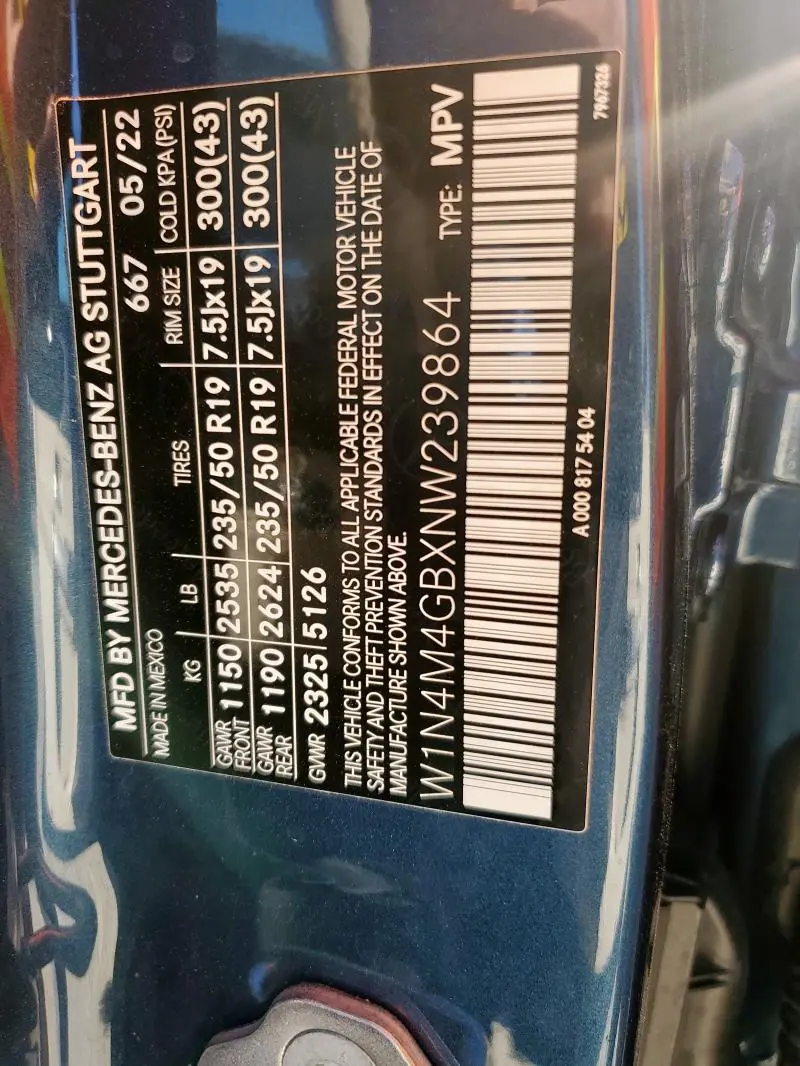 MFD BY MERCEDES-BENZ AG STUTTGART
MADE IN MEXICO 667 05/22
KG LB TIRES RIM SIZE COLD KPA(PSI)
GAWR FRONT 1150 2535 235/50 R19 7.5Jx19 300(43)
GAWR REAR 1190 2624 235/50 R19 7.5Jx19 300(43)
GVWR 2325 5126
THIS VEHICLE CONFORMS TO ALL APPLICABLE FEDERAL MOTOR VEHICLE
SAFETY AND THEFT PREVENTION STANDARDS IN EFFECT ON THE DATE OF
MANUFACTURE SHOWN ABOVE.
W1N4M4GBXNW239864 TYPE: MPV
A 000 817 54 04 7967326